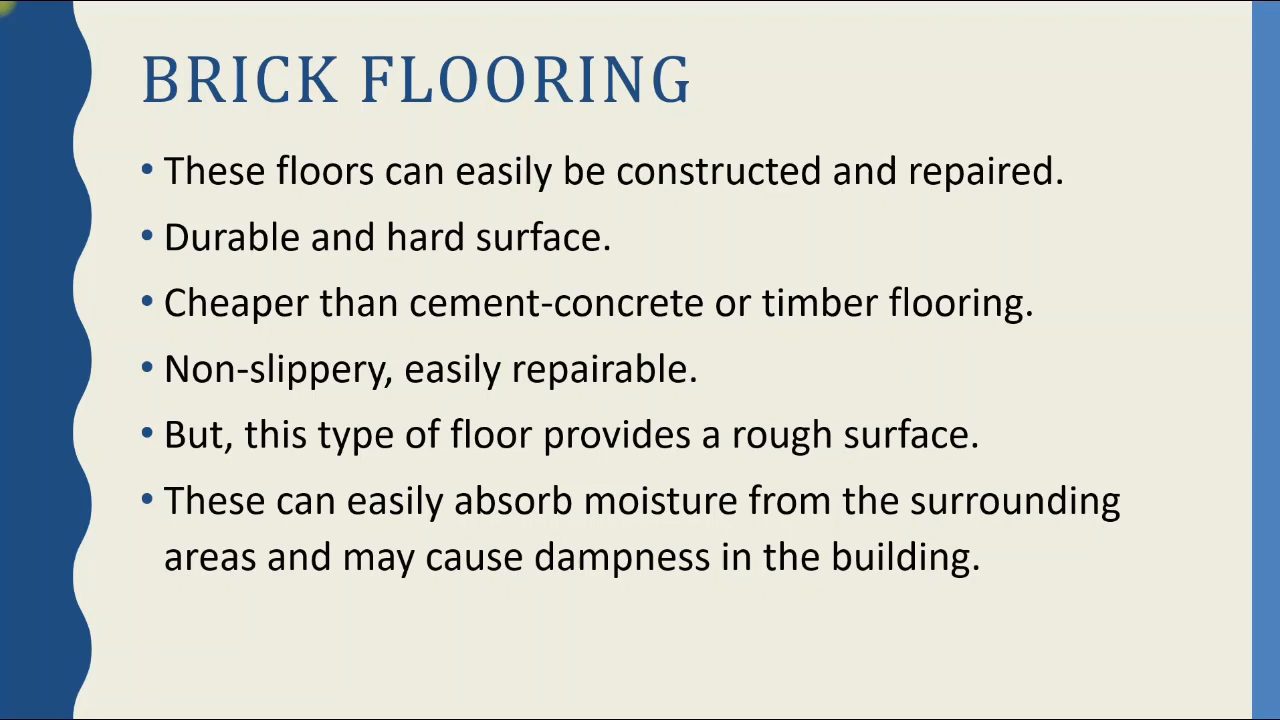 BRICK FLOORING
• These floors can easily be constructed and repaired.
• Durable and hard surface.
• Cheaper than cement-concrete or timber flooring.
• Non-slippery, easily repairable.
• But, this type of floor provides a rough surface.
• These can easily absorb moisture from the surrounding
areas and may cause dampness in the building.